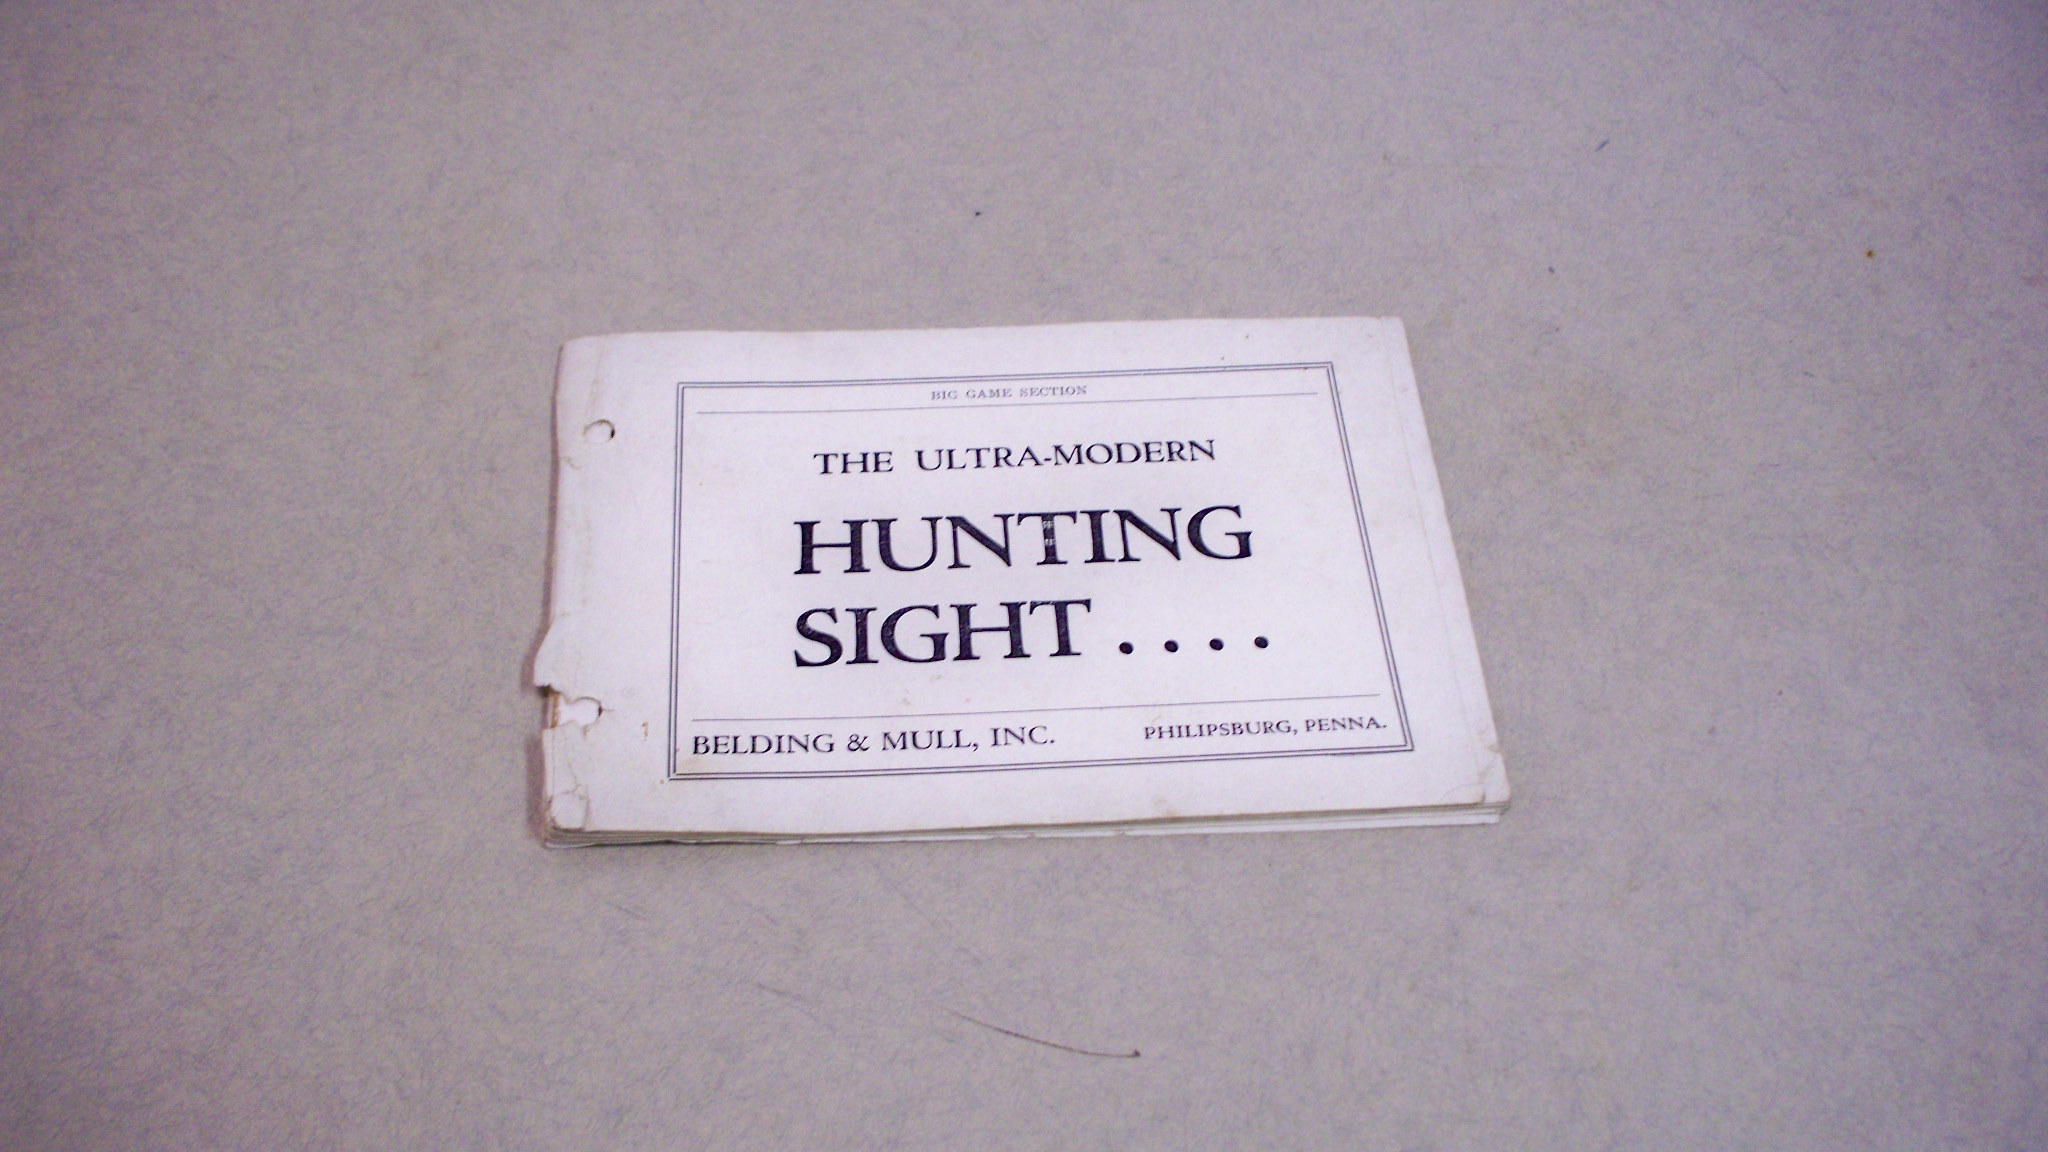 BIG GAME SECTION
THE ULTRA-MODERN
HUNTING
SIGHT....
BELDING & MULL, INC. PHILIPSBURG, PENNA.